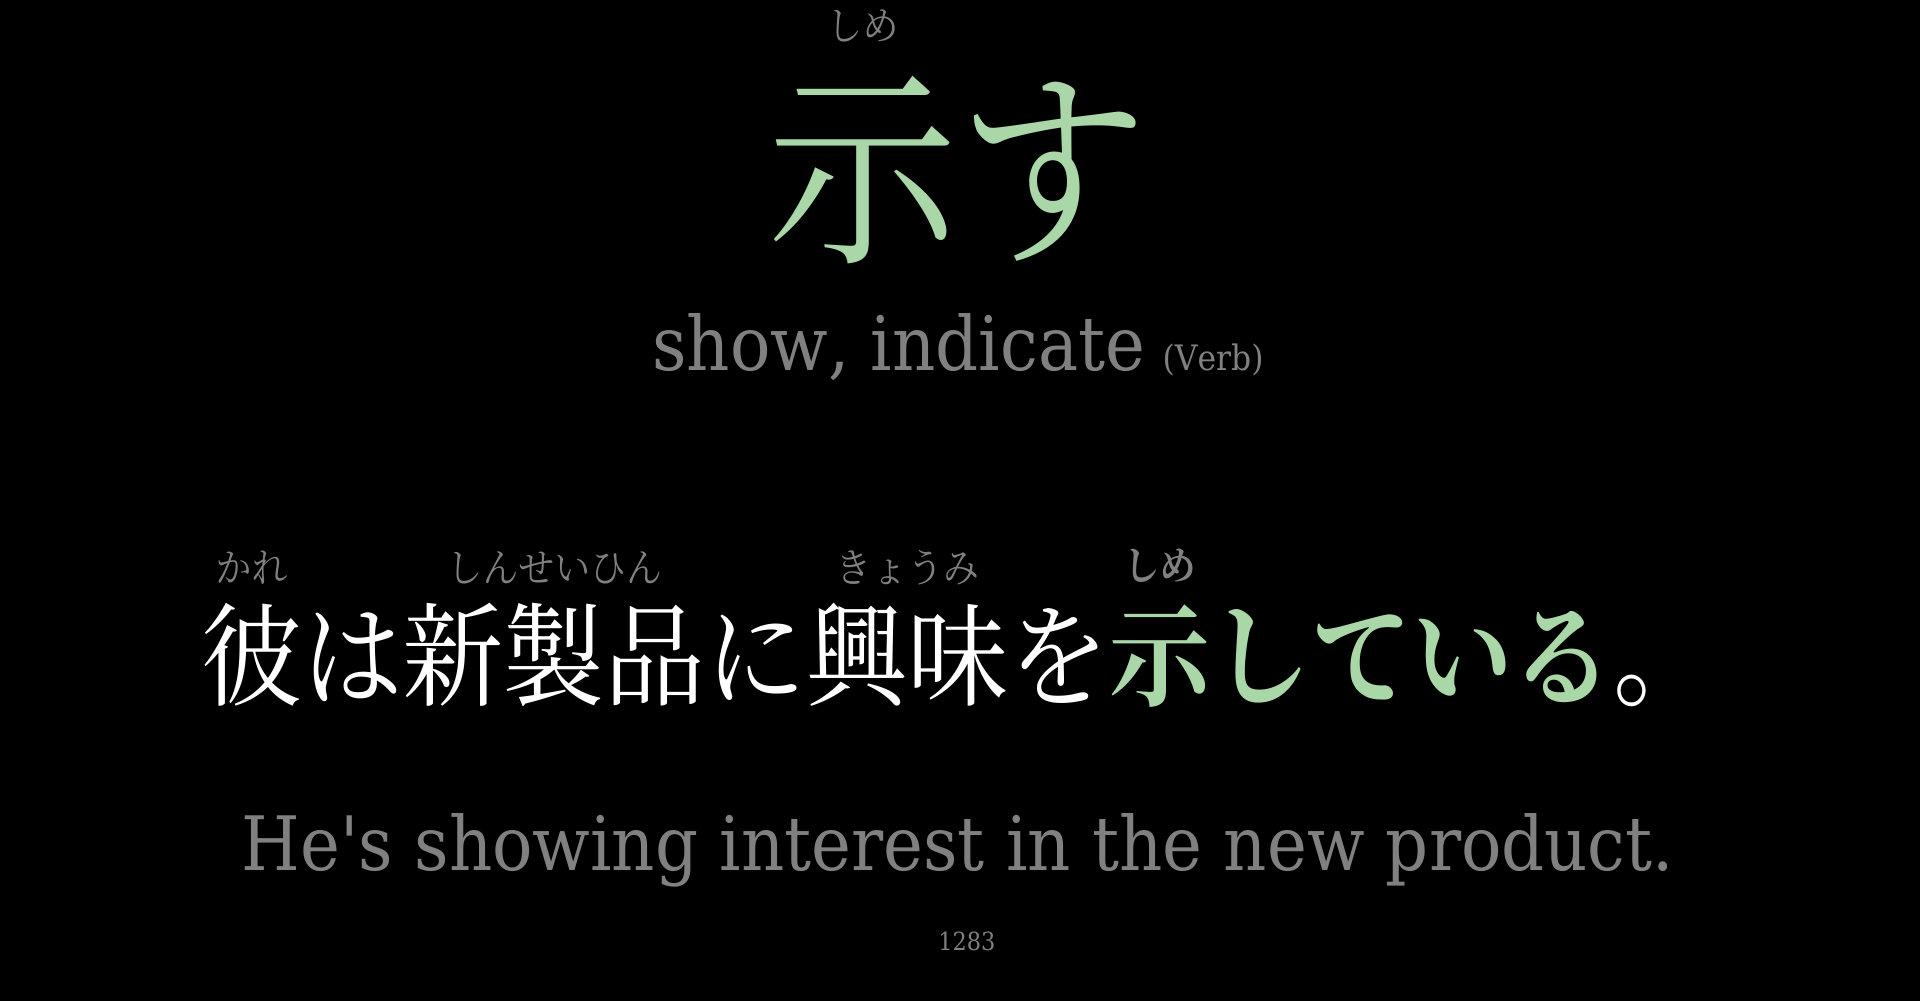 しめ
示す
show, indicate (Verb)
かれ しんせいひん きょうみ しめ
彼は新製品に興味を示している。
He's showing interest in the new product.
1283